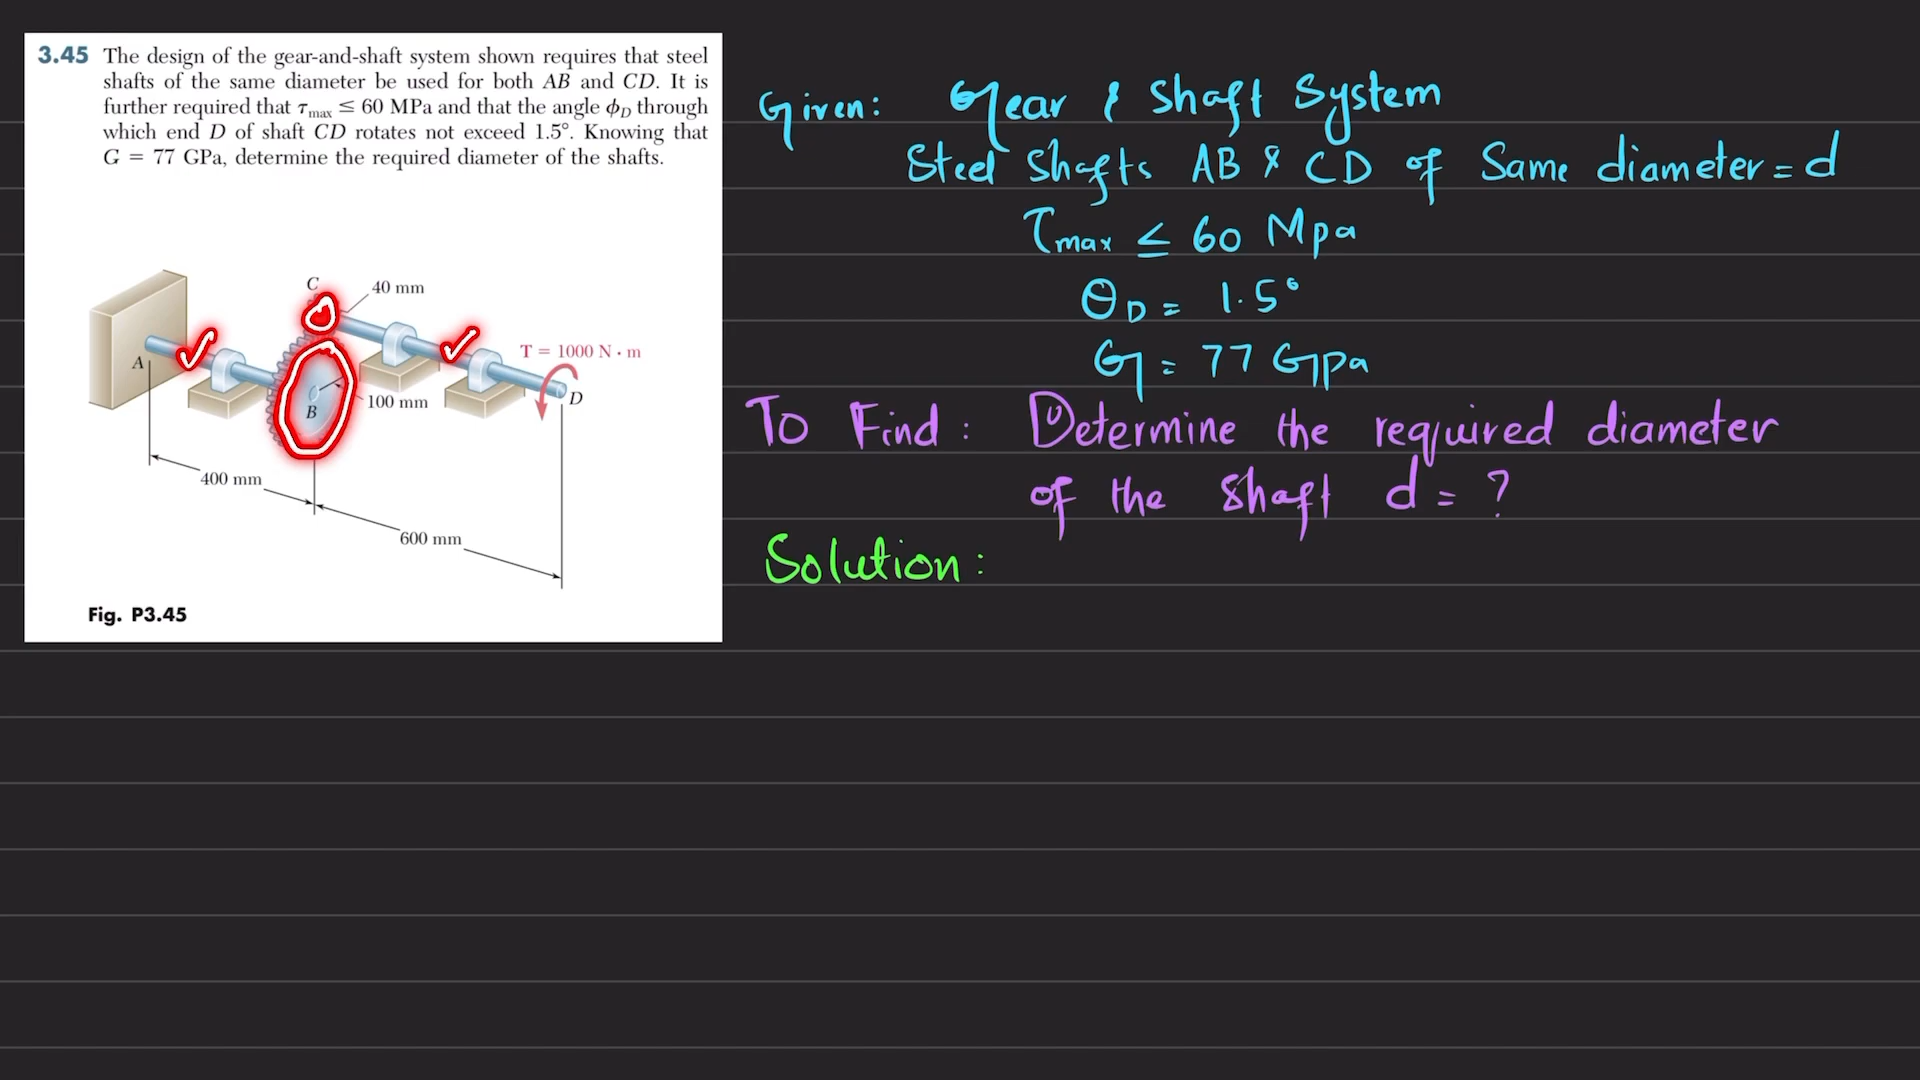 3.45 The design of the gear-and-shaft system shown requires that steel
shafts of the same diameter be used for both AB and CD. It is
further required that τmax ≤ 60 MPa and that the angle ϕD through
which end D of shaft CD rotates not exceed 1.5°. Knowing that
G = 77 GPa, determine the required diameter of the shafts.
C
40 mm
T = 1000 N · m
A
D
100 mm
B
400 mm
600 mm
Fig. P3.45
Given: Gear & Shaft System
Steel Shafts AB & CD of Same diameter = d
τmax ≤ 60 Mpa
θD = 1.5°
G = 77 Gpa
To Find: Determine the required diameter
of the shaft d = ?
Solution: